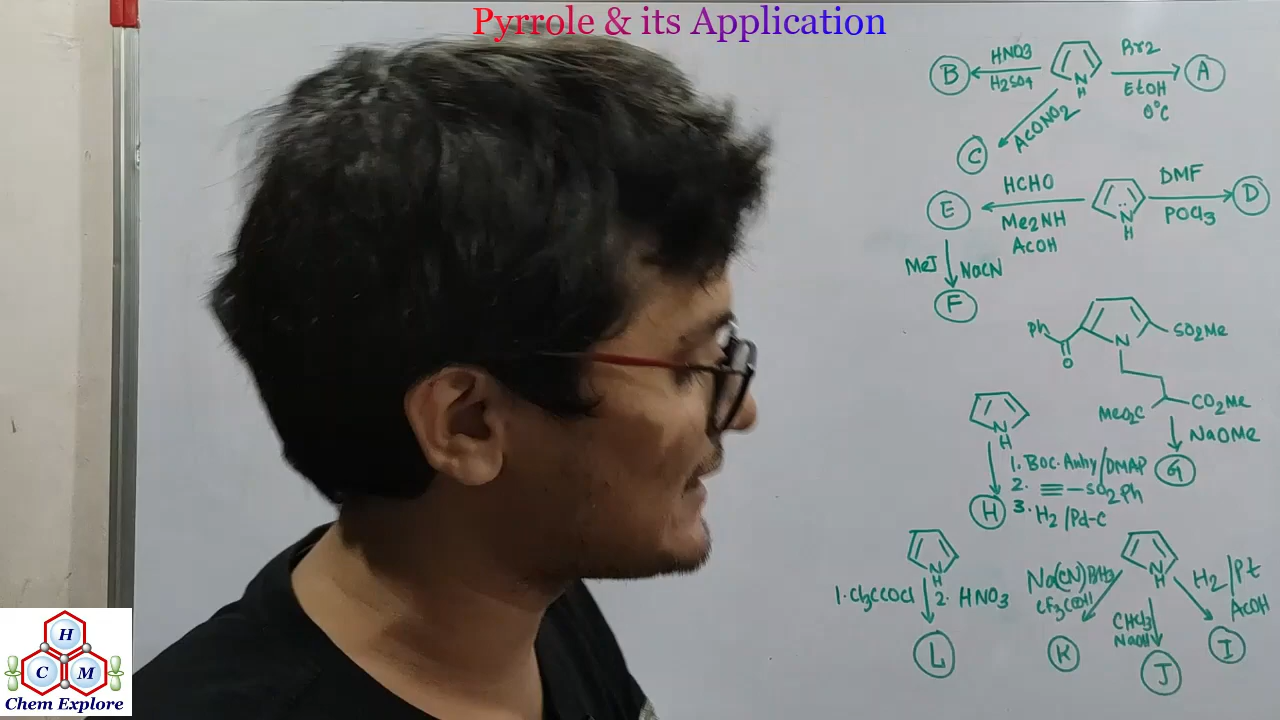 Pyrrole & its Application
B HNO3 H2SO4 N H Br2 EtOH 0°C A
AcONO2
C
E HCHO Me2NH AcOH N H DMF POCl3 D
MeI NaCN
F
Ph O N SO2Me
MeO2C CO2Me
NaOMe
G
N H
1. Boc. Anhy/DMAP
2. ≡—SO2Ph
3. H2/Pd-C
H
N H
1. Cl3CCOCl 2. HNO3
L
N H
Na(CN)BH3
CF3COOH
K
CHCl3
NaOH
J
H2/Pt
AcOH
I
H
C M
Chem Explore